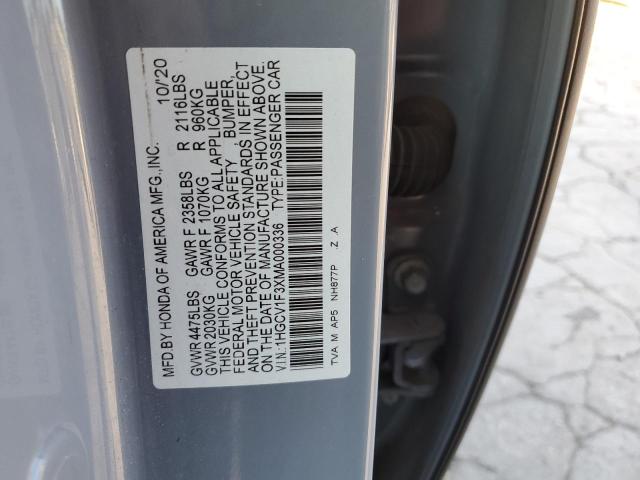 MFD.BY HONDA OF AMERICA MFG.,INC. 10/'20
GVWR 4475LBS GAWR F 2358LBS R 2116LBS
GVWR 2030KG GAWR F 1070KG R 960KG
THIS VEHICLE CONFORMS TO ALL APPLICABLE
FEDERAL MOTOR VEHICLE SAFETY, BUMPER,
AND THEFT PREVENTION STANDARDS IN EFFECT
ON THE DATE OF MANUFACTURE SHOWN ABOVE.
V.I.N.:1HGCV1F3XMA000336 TYPE:PASSENGER CAR
TVA M AP5 NH877P .Z .A